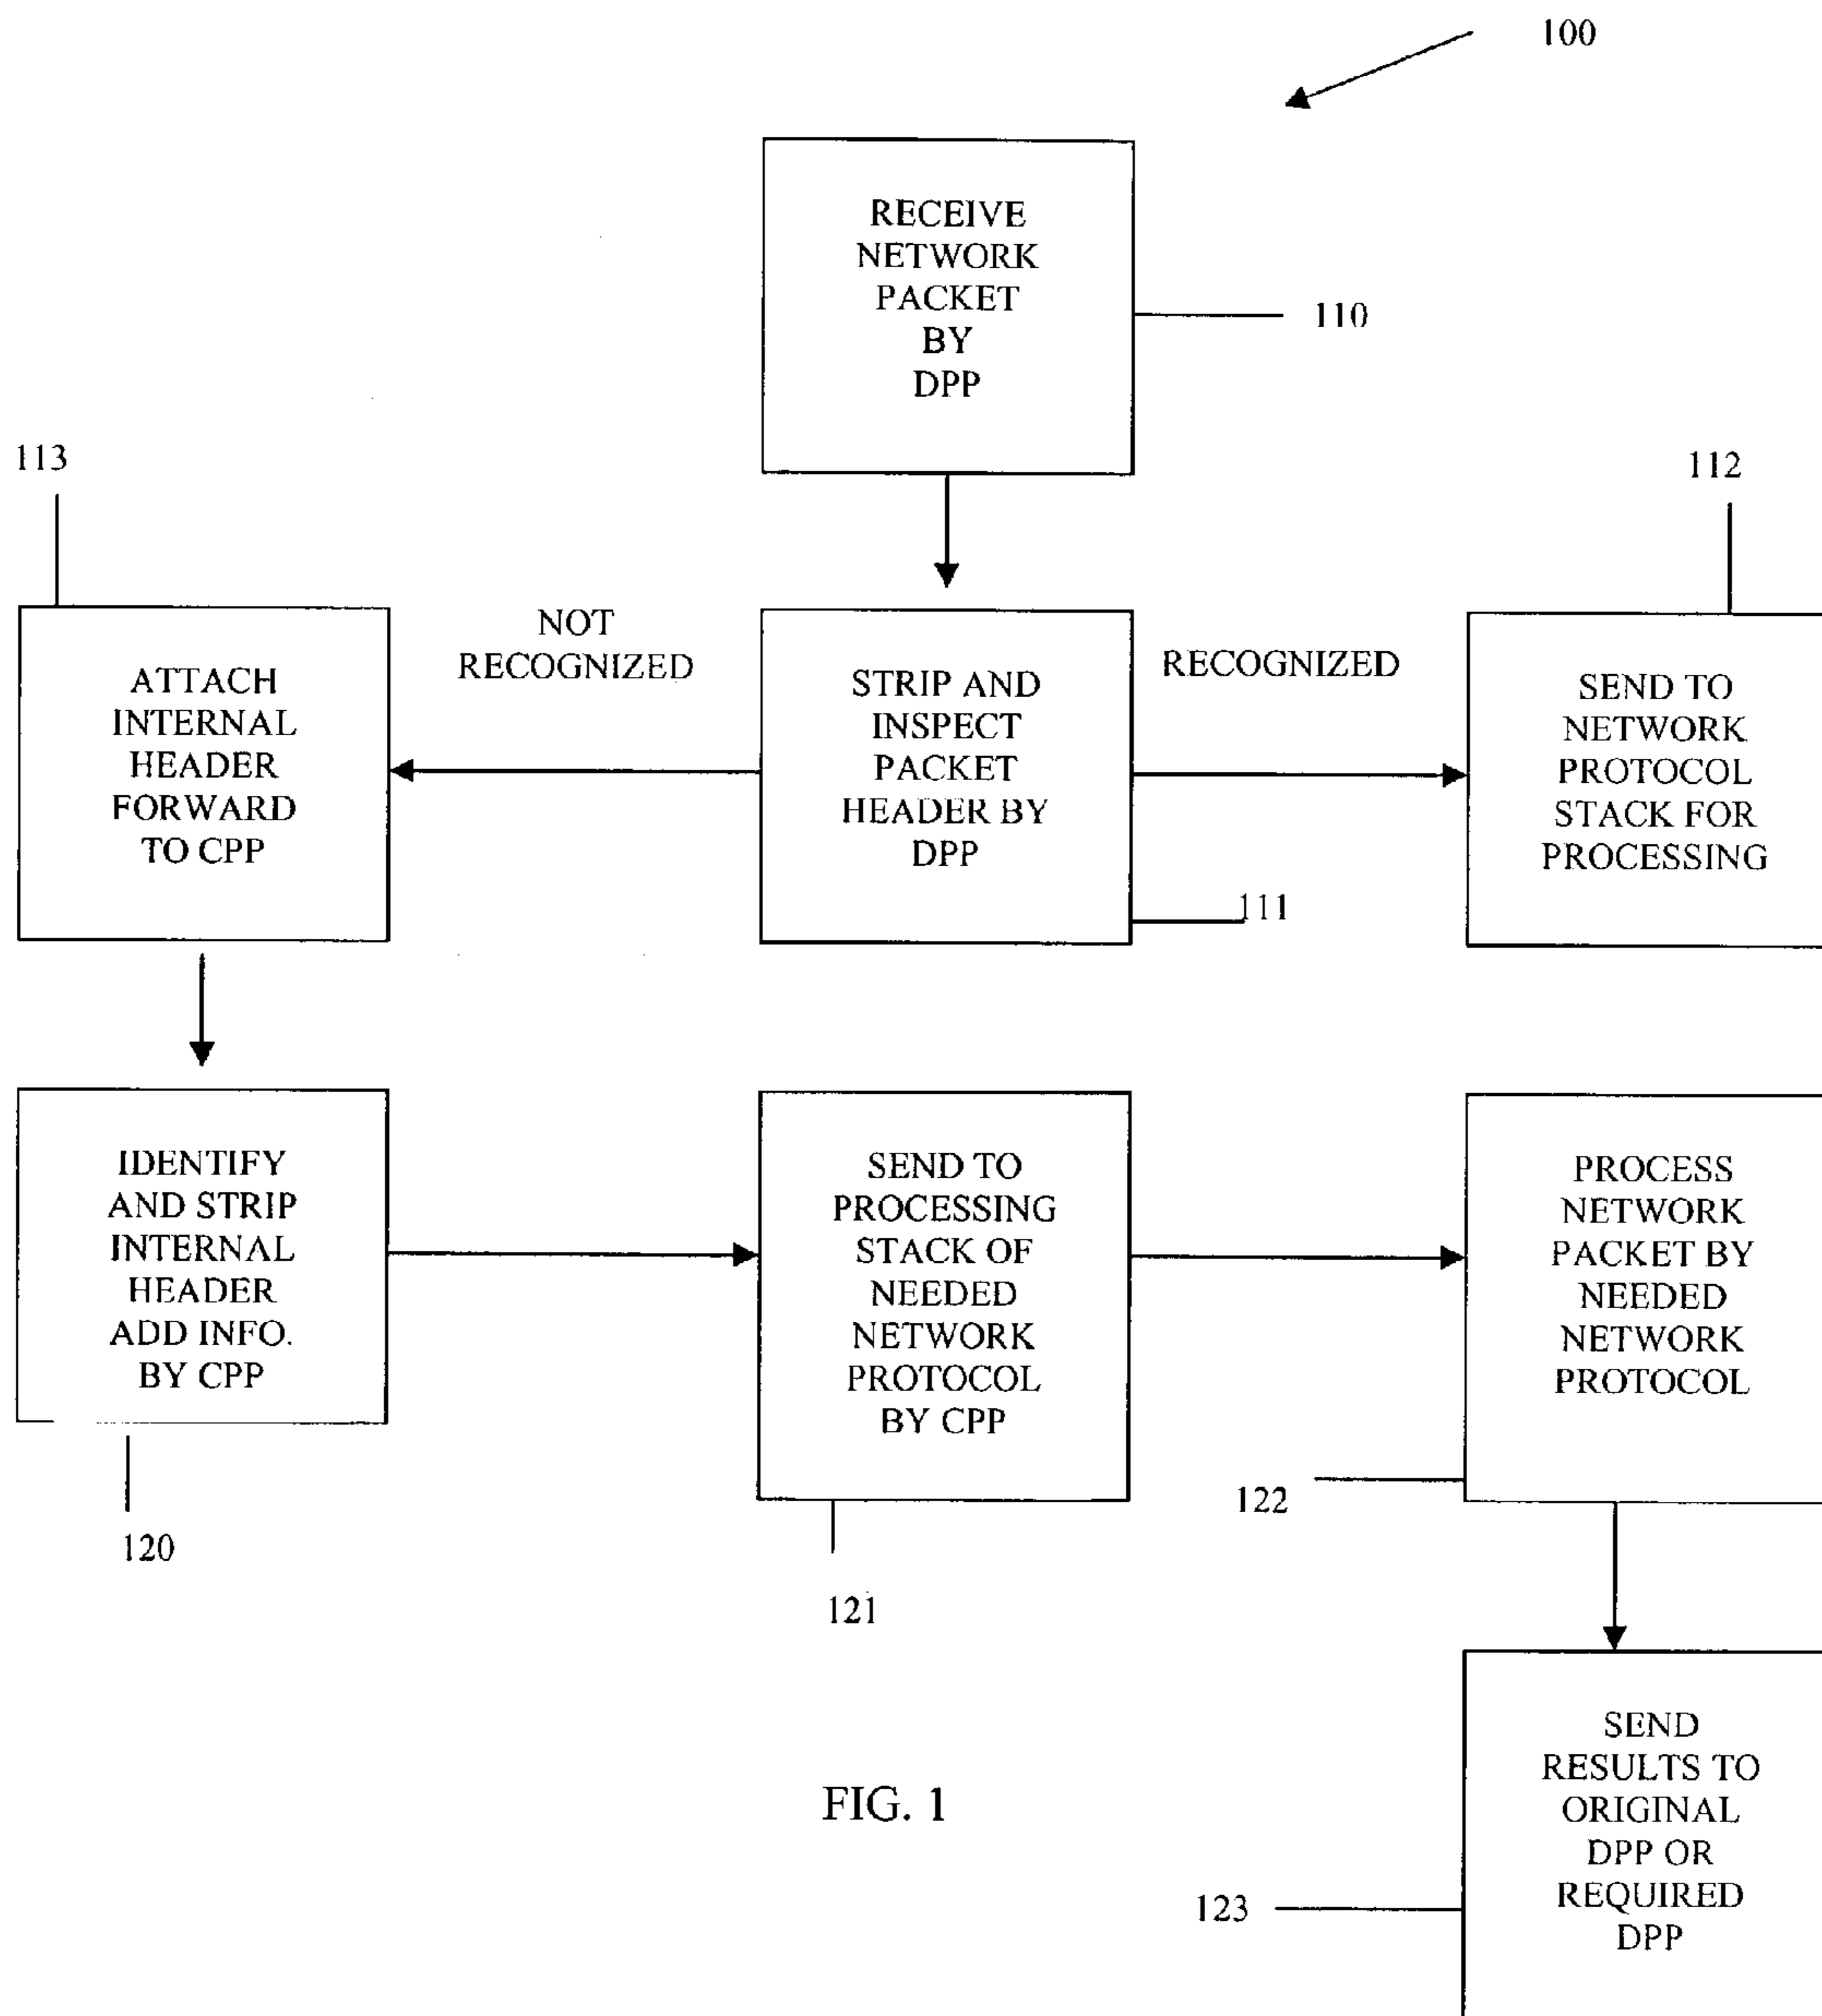 100
RECEIVE
NETWORK
PACKET
BY
DPP
110
113
112
NOT
RECOGNIZED
RECOGNIZED
ATTACH
INTERNAL
HEADER
FORWARD
TO CPP
STRIP AND
INSPECT
PACKET
HEADER BY
DPP
111
SEND TO
NETWORK
PROTOCOL
STACK FOR
PROCESSING
IDENTIFY
AND STRIP
INTERNAL
HEADER
ADD INFO.
BY CPP
120
SEND TO
PROCESSING
STACK OF
NEEDED
NETWORK
PROTOCOL
BY CPP
121
PROCESS
NETWORK
PACKET BY
NEEDED
NETWORK
PROTOCOL
122
SEND
RESULTS TO
ORIGINAL
DPP OR
REQUIRED
DPP
123
FIG. 1